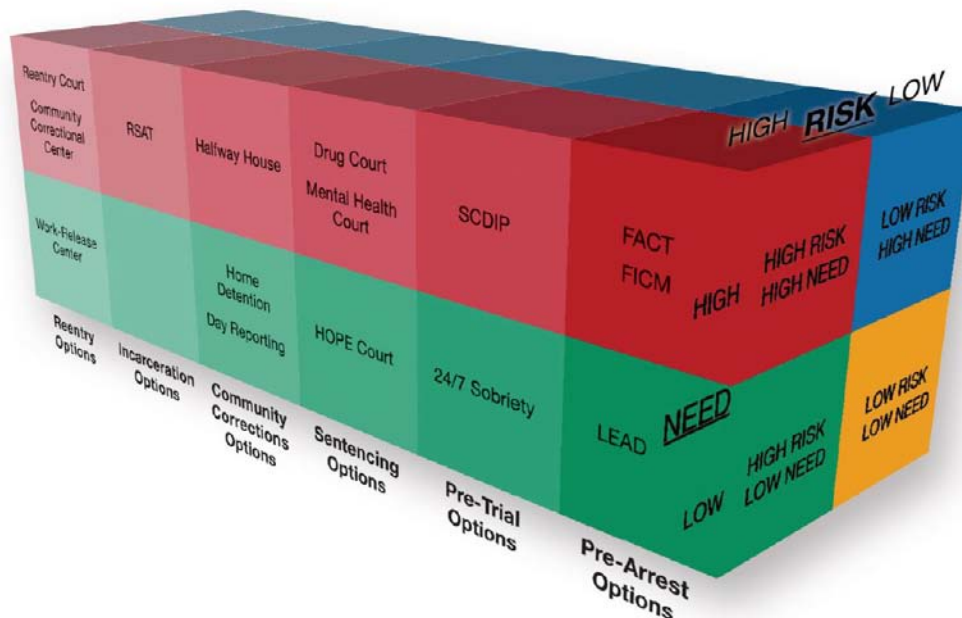 HIGH RISK LOW
Reentry Court
Community
Correctional
Center
RSAT
Halfway House
Drug Court
Mental Health
Court
SCDIP
FACT
FICM
HIGH
HIGH RISK
HIGH NEED
LOW RISK
HIGH NEED
Work-Release
Center
Home
Detention
Day Reporting
HOPE Court
24/7 Sobriety
LEAD
NEED
LOW
HIGH RISK
LOW NEED
LOW RISK
LOW NEED
Reentry
Options
Incarceration
Options
Community
Corrections
Options
Sentencing
Options
Pre-Trial
Options
Pre-Arrest
Options